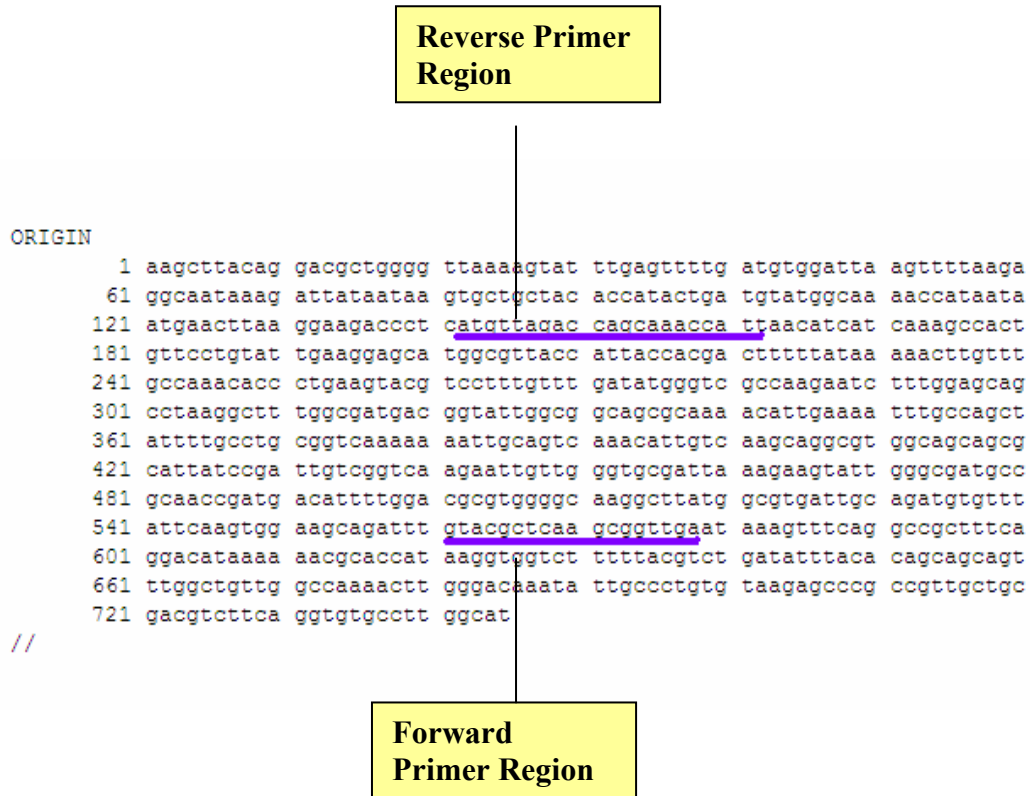 Reverse Primer
Region
ORIGIN
1 aagcttacag gacgctgggg ttaaaagtat ttgagttttg atgtggatta agttttaaga
61 ggcaataaag attataataa gtgctgctac accatactga tgtatggcaa aaccataata
121 atgaacttaa ggaagaccct catgttagac cagcaaacca ttaacatcat caaagccact
181 gttcctgtat tgaaggagca tggcgttacc attaccacga ctttttataa aaacttgttt
241 gccaaacacc ctgaagtacg tcctttgttt gatatgggtc gccaagaatc tttggagcag
301 cctaaggctt tggcgatgac ggtattggcg gcagcgcaaa acattgaaaa tttgccagct
361 attttgcctg cggtcaaaaa aattgcagtc aaacattgtc aagcaggcgt ggcagcagcg
421 cattatccga ttgtcggtca agaattgttg ggtgcgatta aagaagtatt gggcgatgcc
481 gcaaccgatg acattttgga cgcgtggggc aaggcttatg gcgtgattgc agatgtgttt
541 attcaagtgg aagcagattt gtacgctcaa gcggttgaat aaagtttcag gccgctttca
601 ggacataaaa aacgcaccat aaggtggtct ttttacgtct gatatttaca cagcagcagt
661 ttggctgttg gccaaaactt gggacaaata ttgccctgtg taagagcccg ccgttgctgc
721 gacgtcttca ggtgtgcctt ggcat
//
Forward
Primer Region